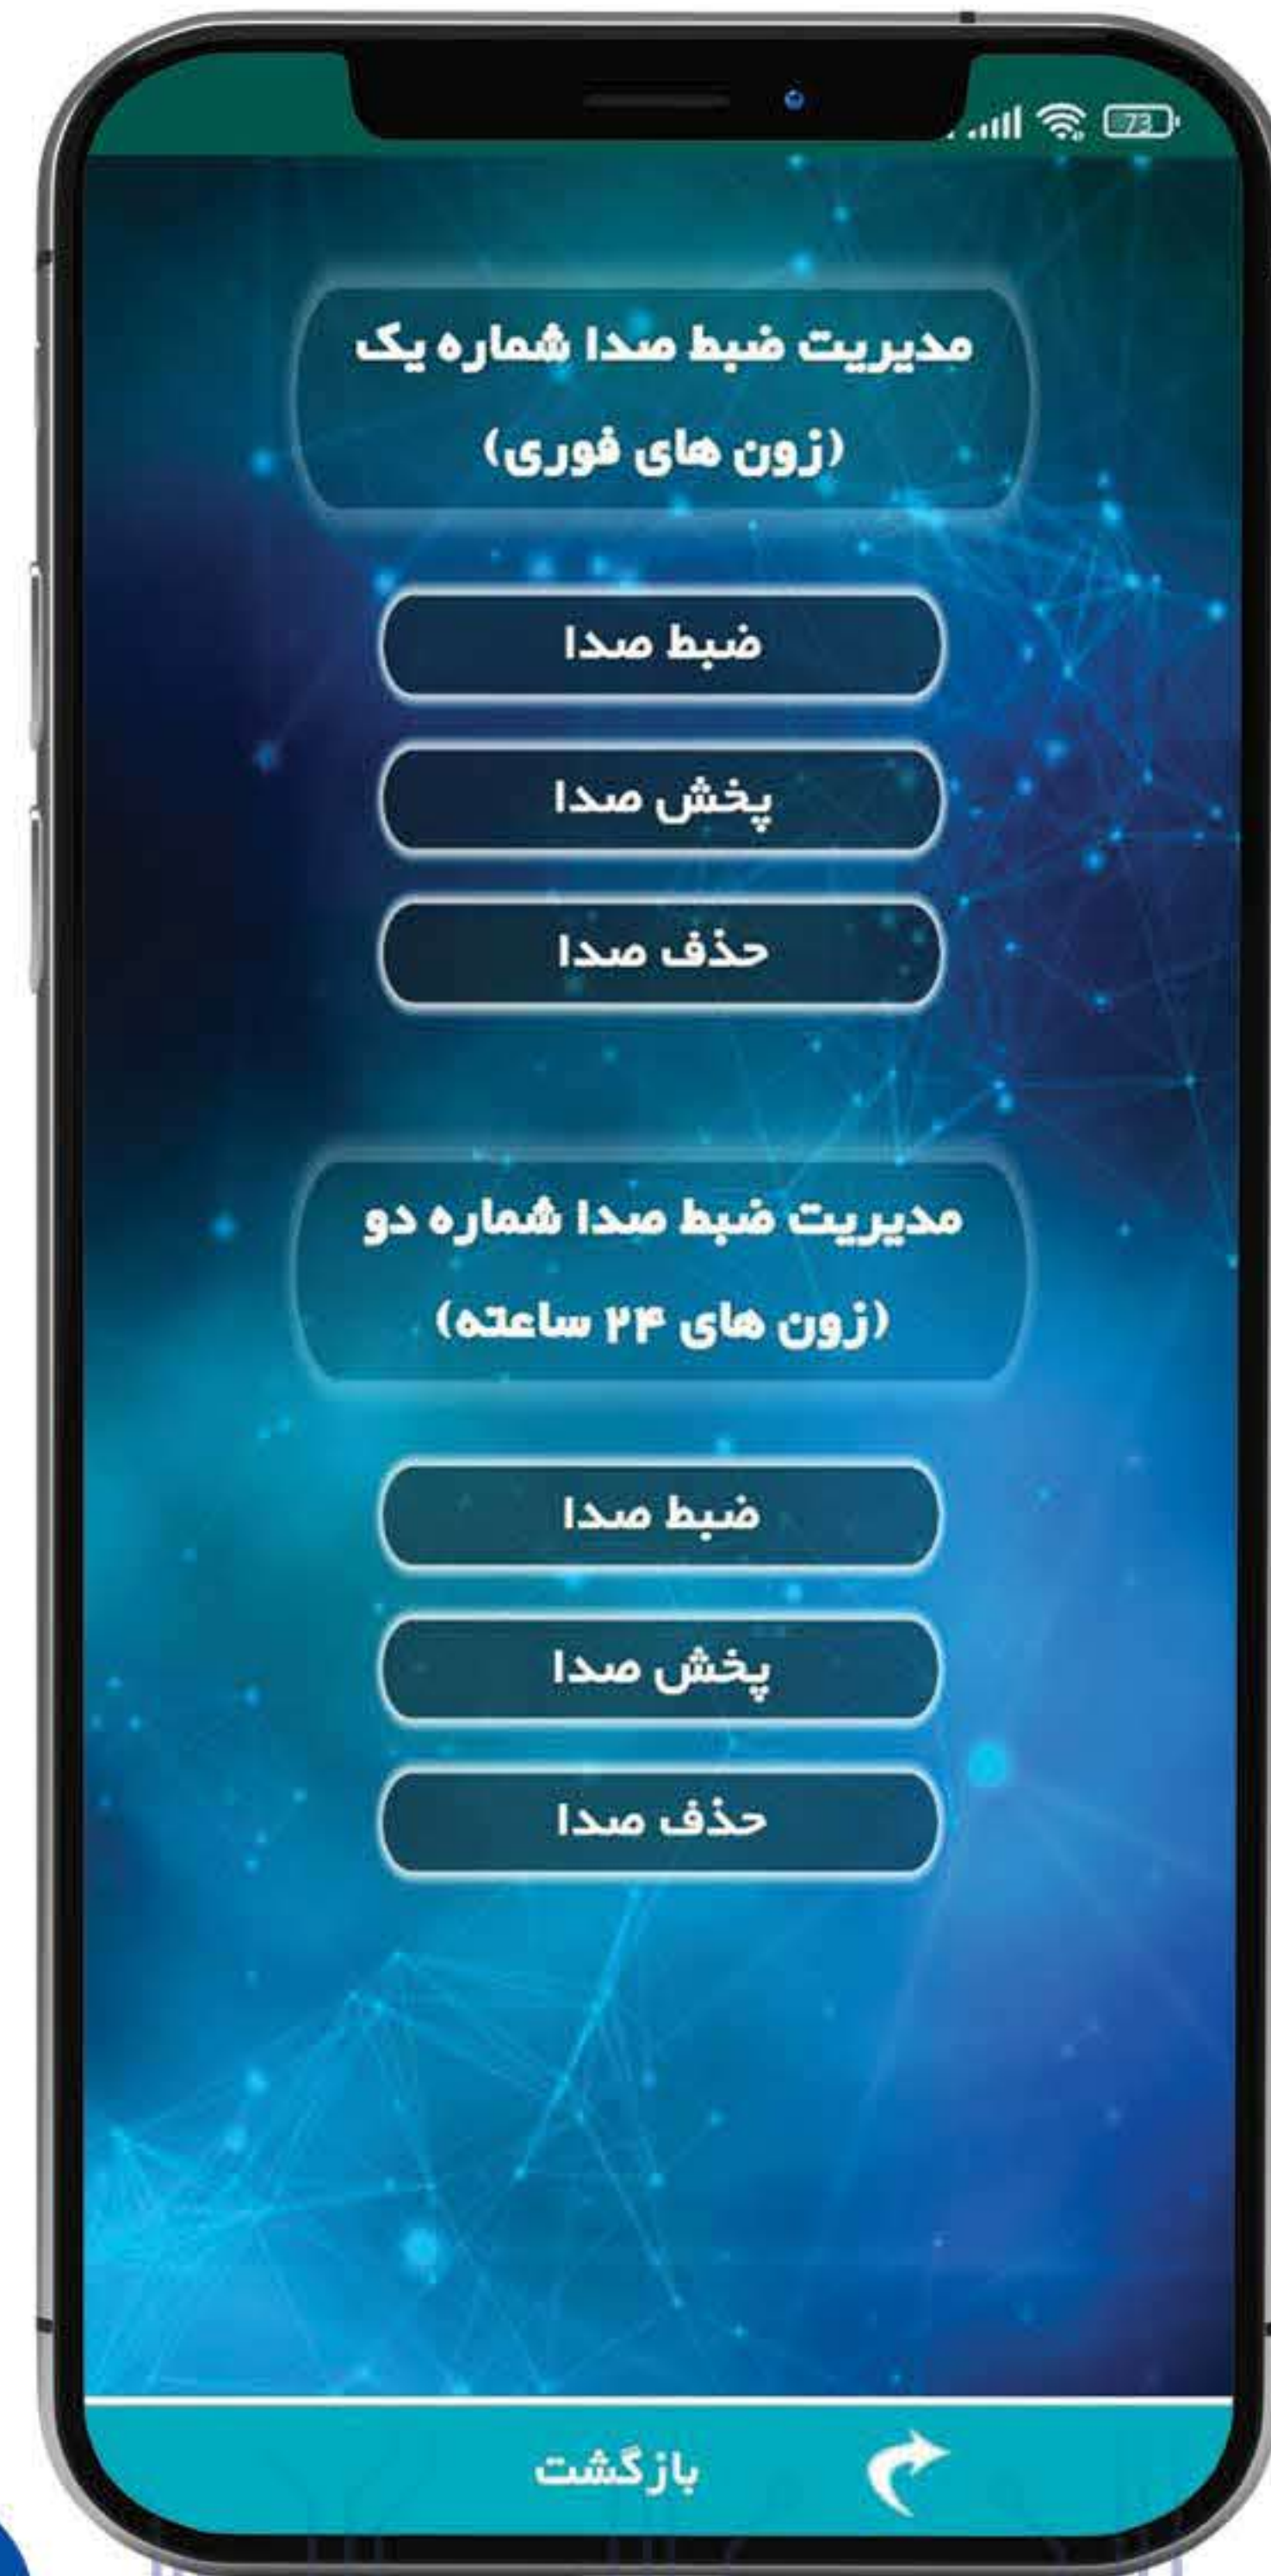 73
مدیریت ضبط صدا شماره یک
(زون های فوری)
ضبط صدا
پخش صدا
حذف صدا
مدیریت ضبط صدا شماره دو
(زون های ۲۴ ساعته)
ضبط صدا
پخش صدا
حذف صدا
بازگشت